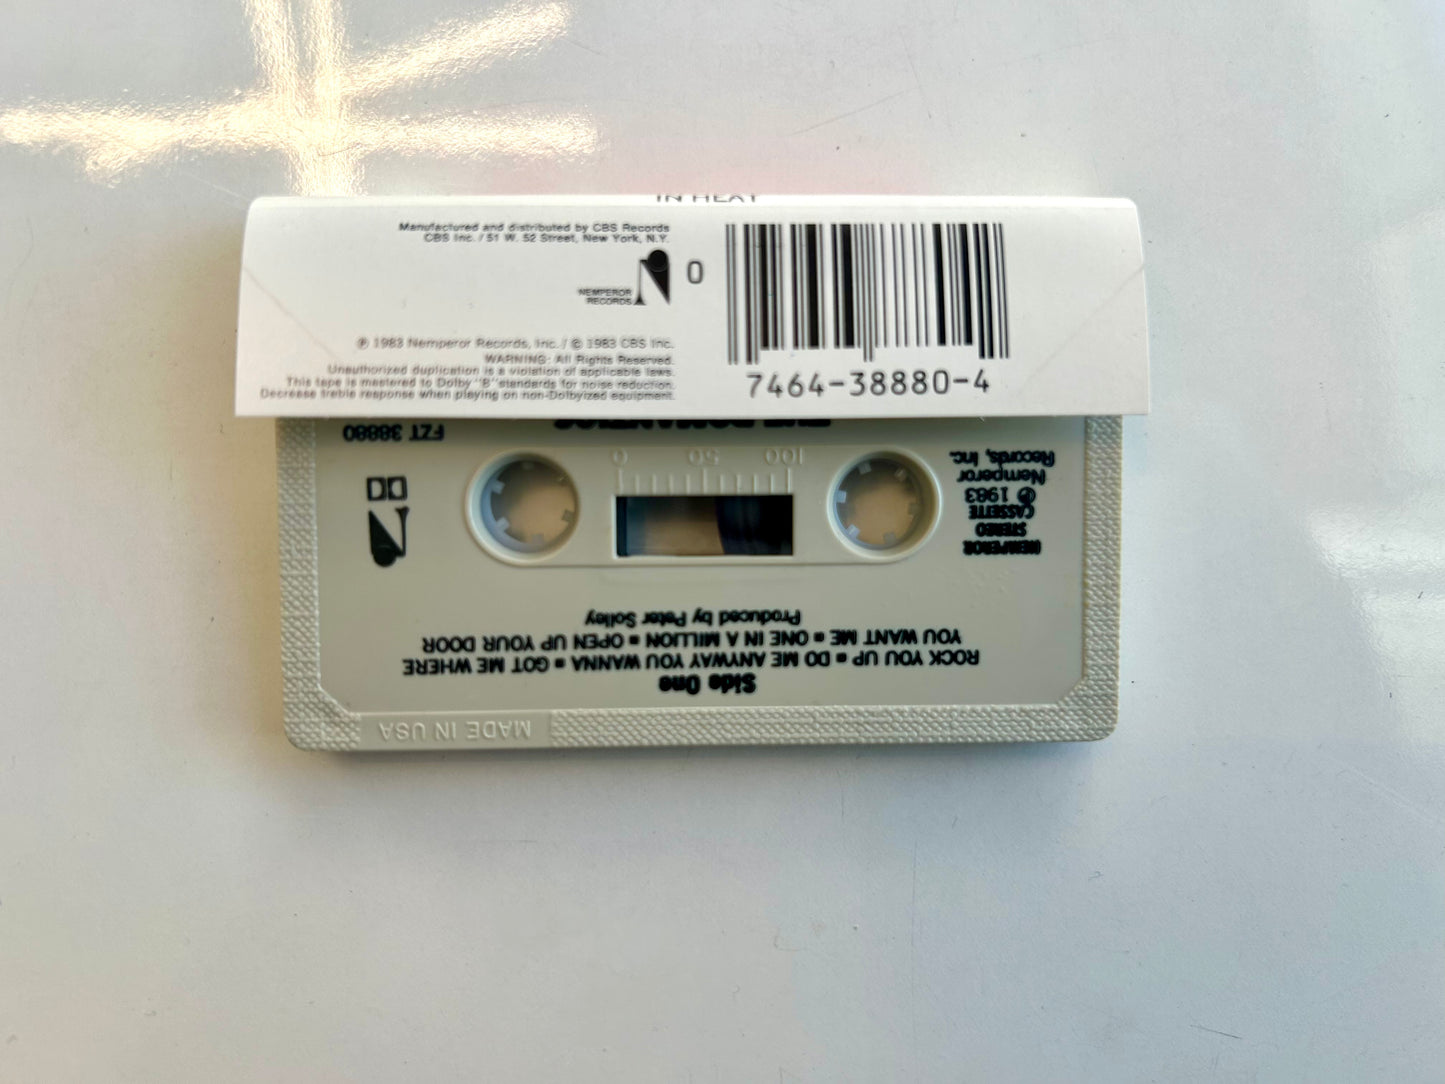 IN HEAT
Manufactured and distributed by CBS Records
CBS Inc. / 51 W. 52 Street, New York, N.Y.
NEMPEROR
RECORDS
℗ 1983 Nemperor Records, Inc. / © 1983 CBS Inc.
WARNING: All Rights Reserved.
Unauthorized duplication is a violation of applicable laws.
This tape is mastered to Dolby "B" standards for noise reduction.
Decrease treble response when playing on non-Dolbyized equipment.
0
7464-38880-4
Side One
ROCK YOU UP ■ DO ME ANYWAY YOU WANNA ■ GOT ME WHERE
YOU WANT ME ■ ONE IN A MILLION ■ OPEN UP YOUR DOOR
Produced by Peter Solley
NEMPEROR
STEREO
CASSETTE
℗ 1983
Nemperor
Records, Inc.
100 50 0
THE ROMANTICS
FZT 38880
MADE IN USA